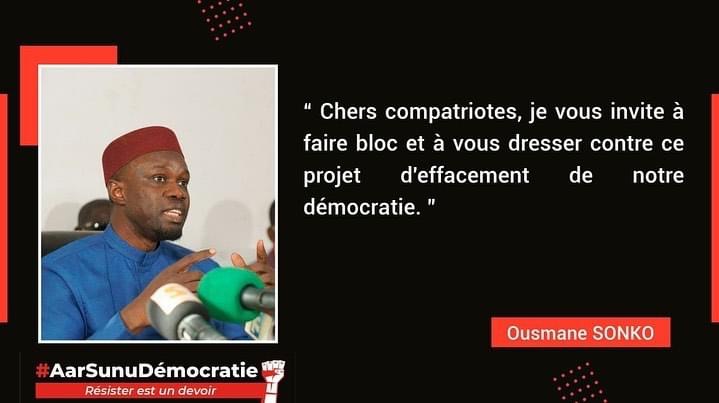 “ Chers compatriotes, je vous invite à
faire bloc et à vous dresser contre ce
projet d'effacement de notre
démocratie. "
Ousmane SONKO
#AarSunuDémocratie
Résister est un devoir